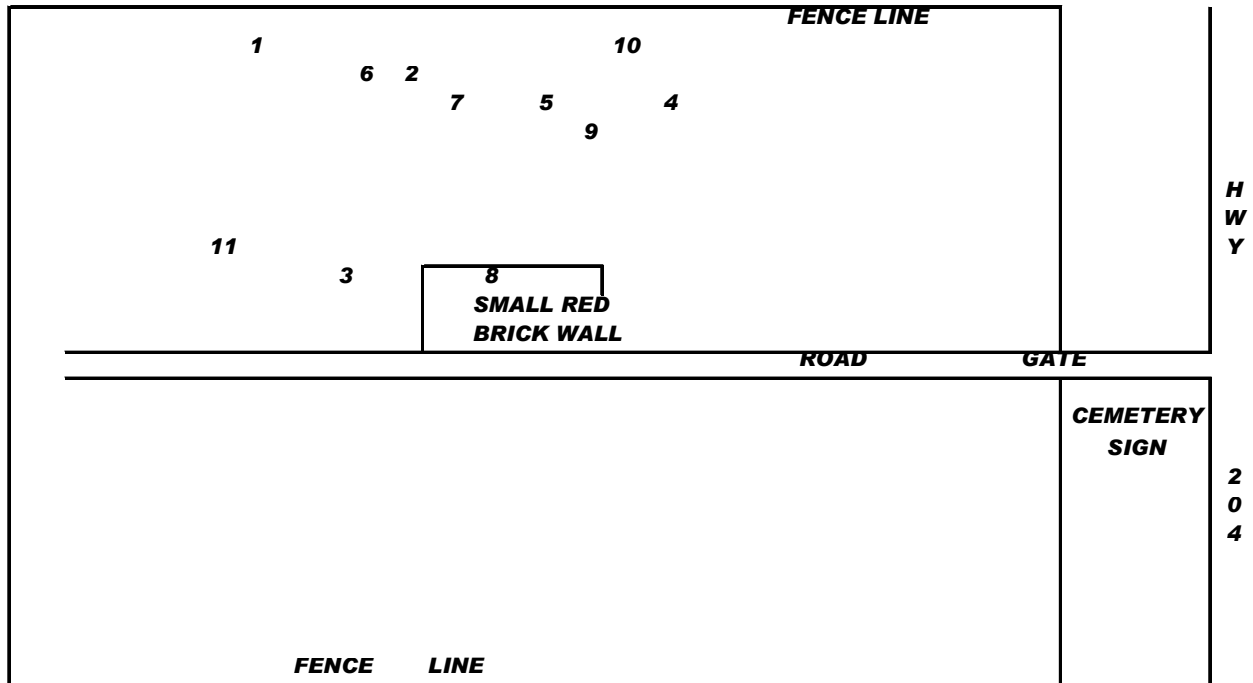 FENCE LINE
1 10
6 2
7 5 4
9
H
W
Y
11
3 8
SMALL RED
BRICK WALL
ROAD GATE
CEMETERY
SIGN
2
0
4
FENCE LINE